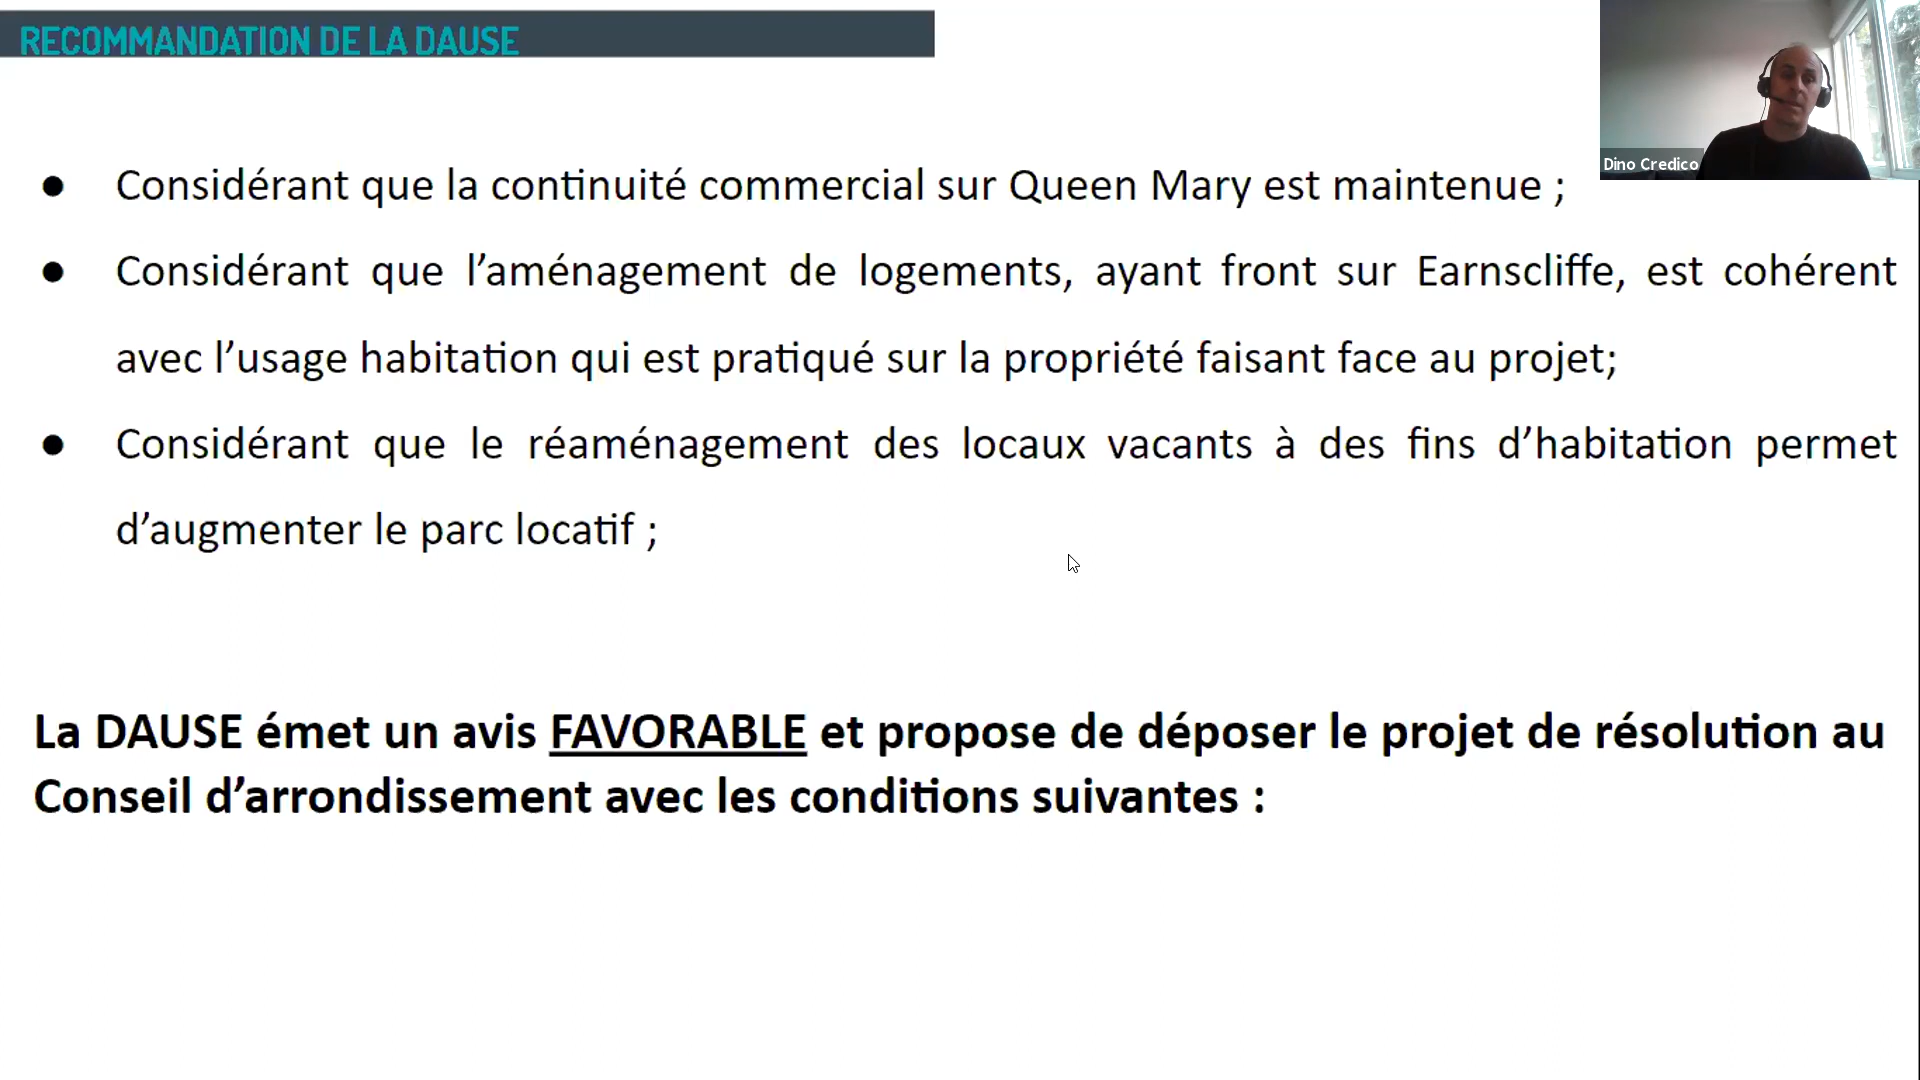 RECOMMANDATION DE LA DAUSE
Dino Credico
● Considérant que la continuité commercial sur Queen Mary est maintenue ;
● Considérant que l’aménagement de logements, ayant front sur Earnscliffe, est cohérent
avec l’usage habitation qui est pratiqué sur la propriété faisant face au projet;
● Considérant que le réaménagement des locaux vacants à des fins d’habitation permet
d’augmenter le parc locatif ;
La DAUSE émet un avis FAVORABLE et propose de déposer le projet de résolution au
Conseil d’arrondissement avec les conditions suivantes :